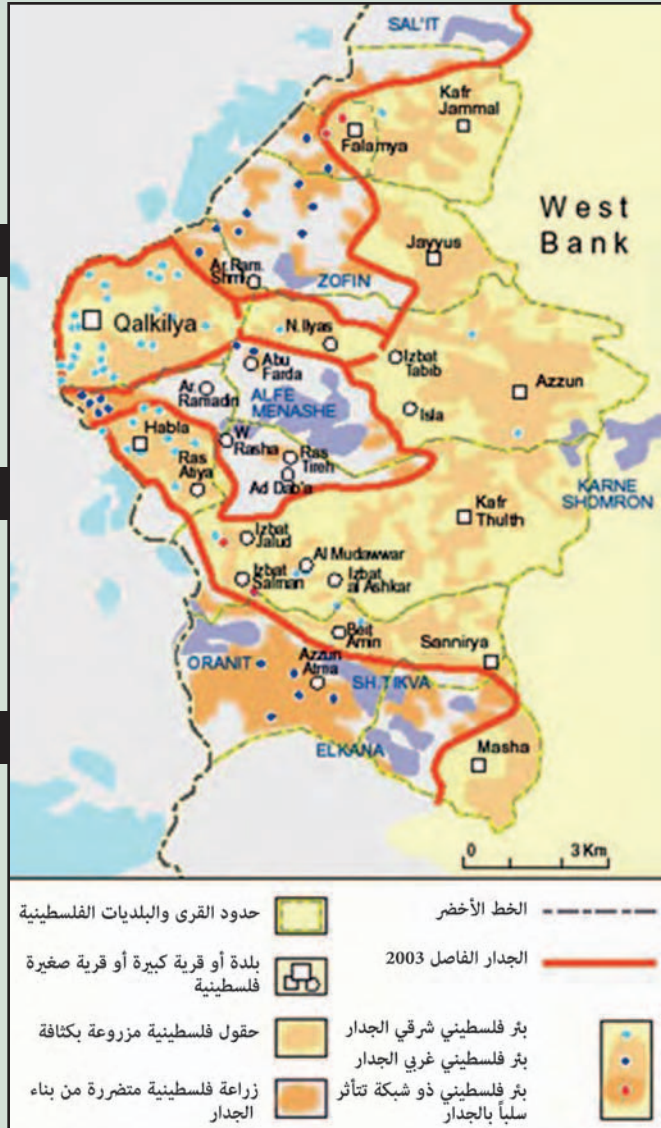 SAL'IT
Kafr
Jammal
Falamya
West
Bank
Jayyus
Ar. Ram.
Shmi
ZOFIN
Qalkilya
N. Ilyas
Izbat
Tabib
Abu
Farda
Azzun
Ar.
Ramadin
ALFE
MENASHE
Isla
Habla
W.
Rasha
Ras
Tireh
Ras
Atiya
Ad Dab'a
KARNE
SHOMRON
Kafr
Thulth
Izbat
Jalud
Al Mudawwar
Izbat
Salman
Izbat
al Ashkar
Beit
Amin
Sannirya
ORANIT
Azzun
Atma
SH.TIKVA
ELKANA
Masha
0 3 Km
الخط الأخضر
الجدار الفاصل 2003
بئر فلسطيني شرقي الجدار
بئر فلسطيني غربي الجدار
بئر فلسطيني ذو شبكة تتأثر
سلباً بالجدار
حدود القرى والبلديات الفلسطينية
بلدة أو قرية كبيرة أو قرية صغيرة
فلسطينية
حقول فلسطينية مزروعة بكثافة
زراعة فلسطينية متضررة من بناء
الجدار